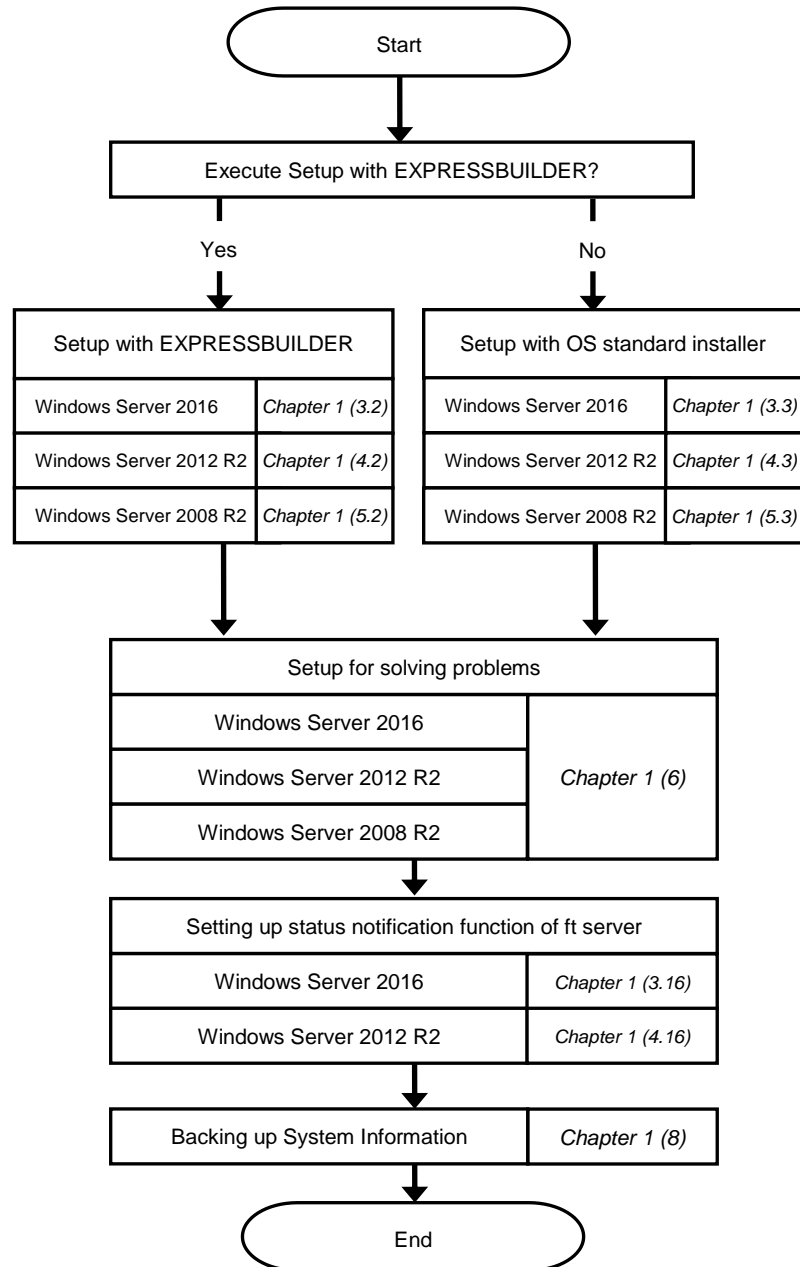 Start
Execute Setup with EXPRESSBUILDER?
Yes
No
Setup with EXPRESSBUILDER
Windows Server 2016 Chapter 1 (3.2)
Windows Server 2012 R2 Chapter 1 (4.2)
Windows Server 2008 R2 Chapter 1 (5.2)
Setup with OS standard installer
Windows Server 2016 Chapter 1 (3.3)
Windows Server 2012 R2 Chapter 1 (4.3)
Windows Server 2008 R2 Chapter 1 (5.3)
Setup for solving problems
Windows Server 2016
Windows Server 2012 R2
Windows Server 2008 R2
Chapter 1 (6)
Setting up status notification function of ft server
Windows Server 2016 Chapter 1 (3.16)
Windows Server 2012 R2 Chapter 1 (4.16)
Backing up System Information Chapter 1 (8)
End